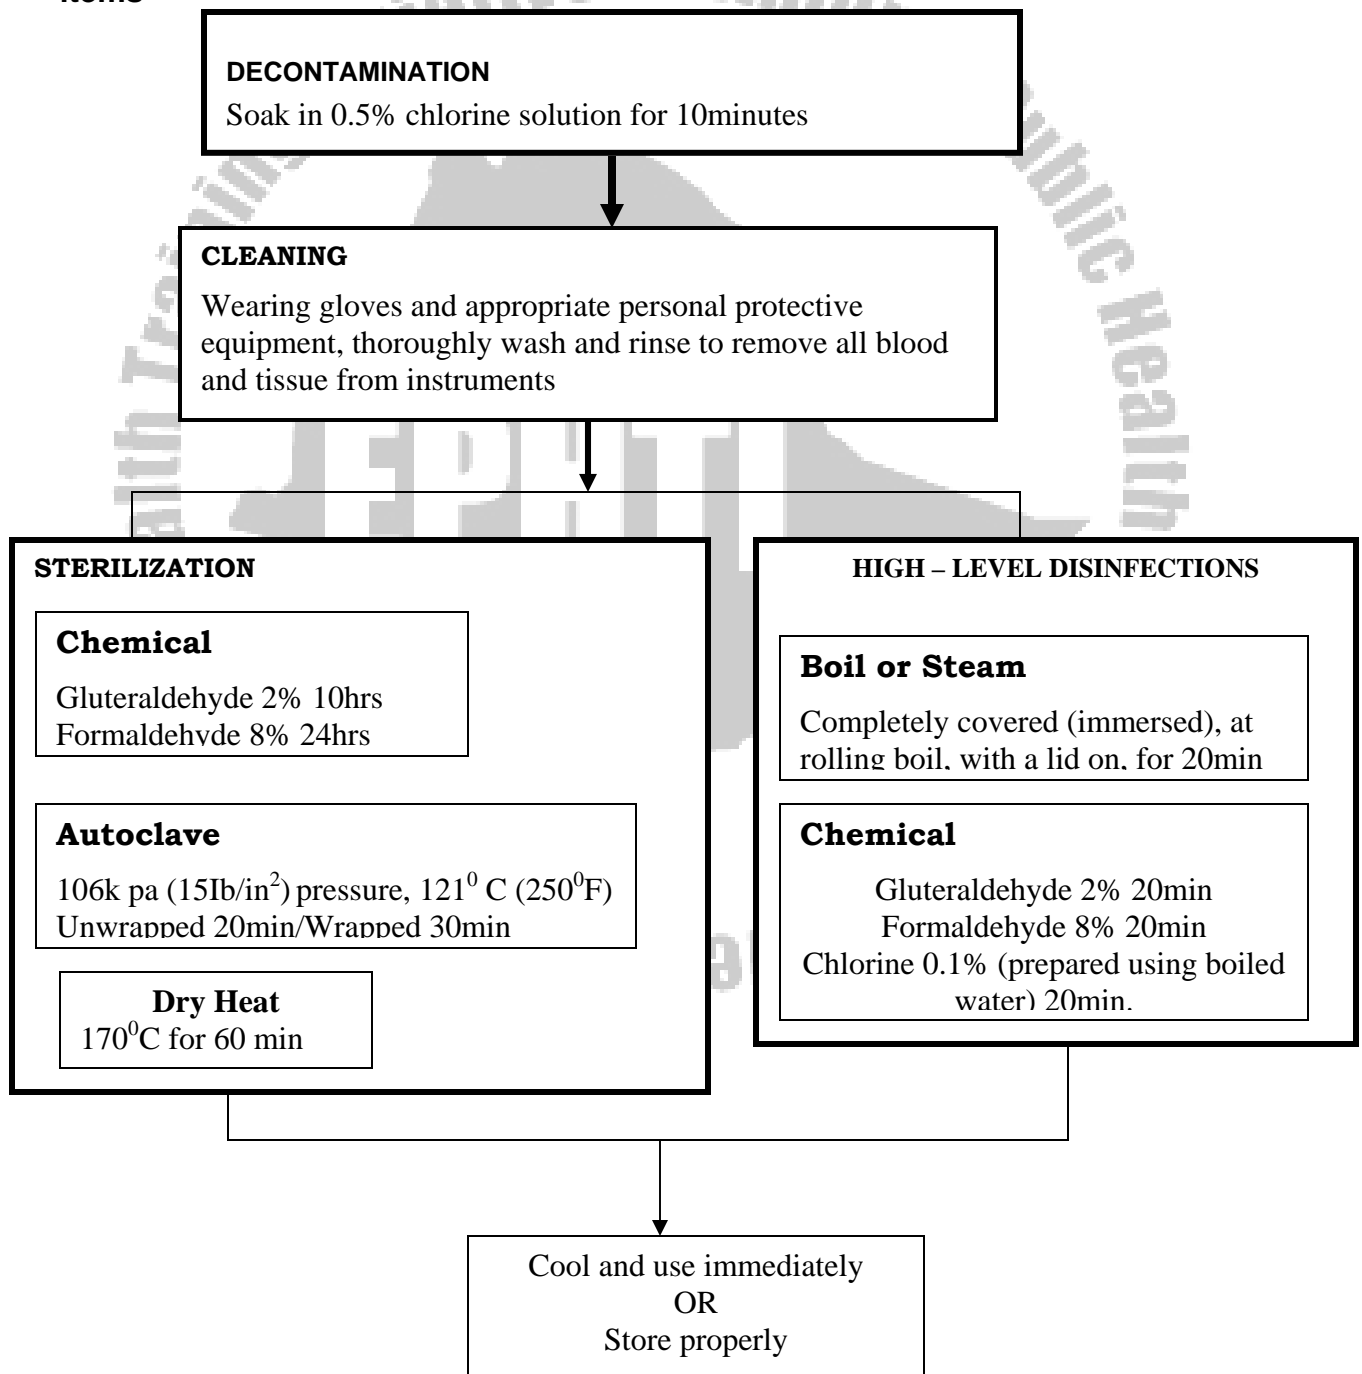 DECONTAMINATION
Soak in 0.5% chlorine solution for 10minutes
CLEANING
Wearing gloves and appropriate personal protective
equipment, thoroughly wash and rinse to remove all blood
and tissue from instruments
STERILIZATION
Chemical
Gluteraldehyde 2% 10hrs
Formaldehyde 8% 24hrs
Autoclave
106k pa (15Ib/in²) pressure, 121⁰ C (250⁰F)
Unwrapped 20min/Wrapped 30min
Dry Heat
170⁰C for 60 min
HIGH – LEVEL DISINFECTIONS
Boil or Steam
Completely covered (immersed), at
rolling boil, with a lid on, for 20min
Chemical
Gluteraldehyde 2% 20min
Formaldehyde 8% 20min
Chlorine 0.1% (prepared using boiled
water) 20min.
Cool and use immediately
OR
Store properly
EPHTI
Health